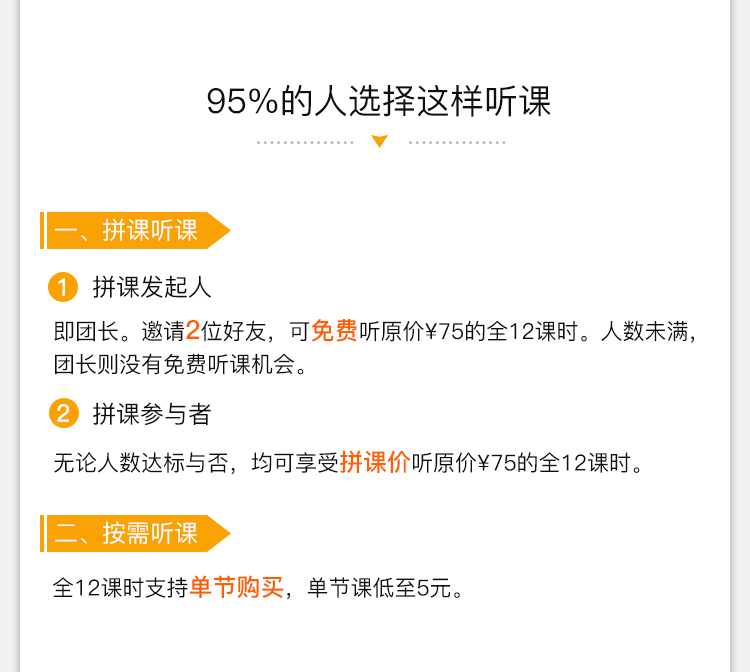 95%的人选择这样听课
一、拼课听课
1 拼课发起人
即团长。邀请2位好友，可免费听原价¥75的全12课时。人数未满，
团长则没有免费听课机会。
2 拼课参与者
无论人数达标与否，均可享受拼课价听原价¥75的全12课时。
二、按需听课
全12课时支持单节购买，单节课低至5元。